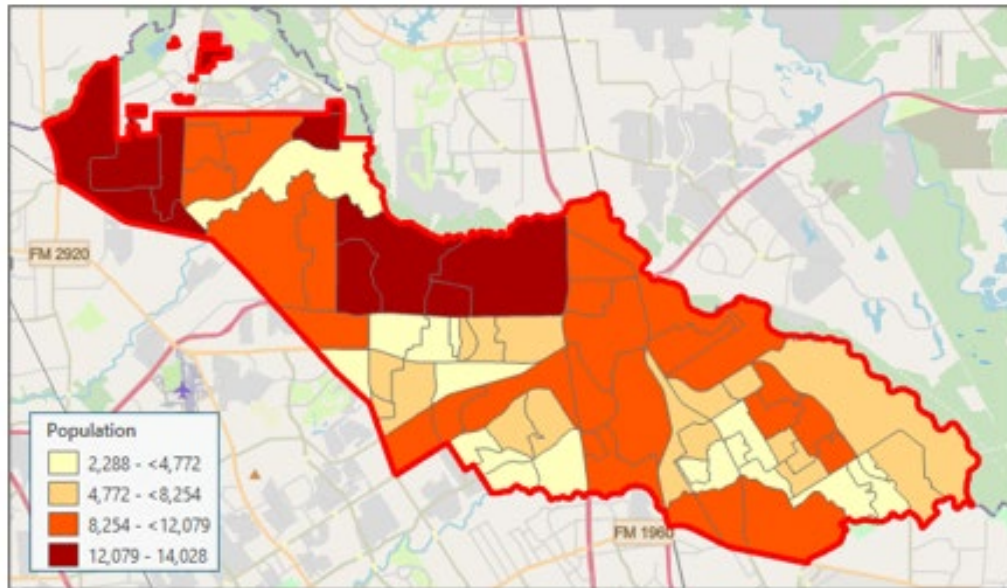 FM 2920
Population
2,288 - <4,772
4,772 - <8,254
8,254 - <12,079
12,079 - 14,028
FM 1960